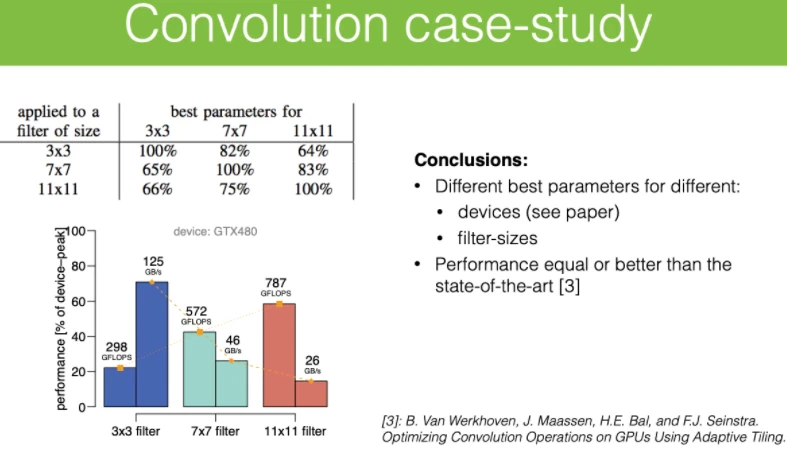 Convolution case-study
applied to a best parameters for
filter of size 3x3 7x7 11x11
3x3 100% 82% 64%
7x7 65% 100% 83%
11x11 66% 75% 100%
device: GTX480
performance [% of device–peak]
100
80
60
40
20
0
298
GFLOPS
125
GB/s
572
GFLOPS
46
GB/s
787
GFLOPS
26
GB/s
3x3 filter 7x7 filter 11x11 filter
Conclusions:
• Different best parameters for different:
• devices (see paper)
• filter-sizes
• Performance equal or better than the
state-of-the-art [3]
[3]: B. Van Werkhoven, J. Maassen, H.E. Bal, and F.J. Seinstra.
Optimizing Convolution Operations on GPUs Using Adaptive Tiling.